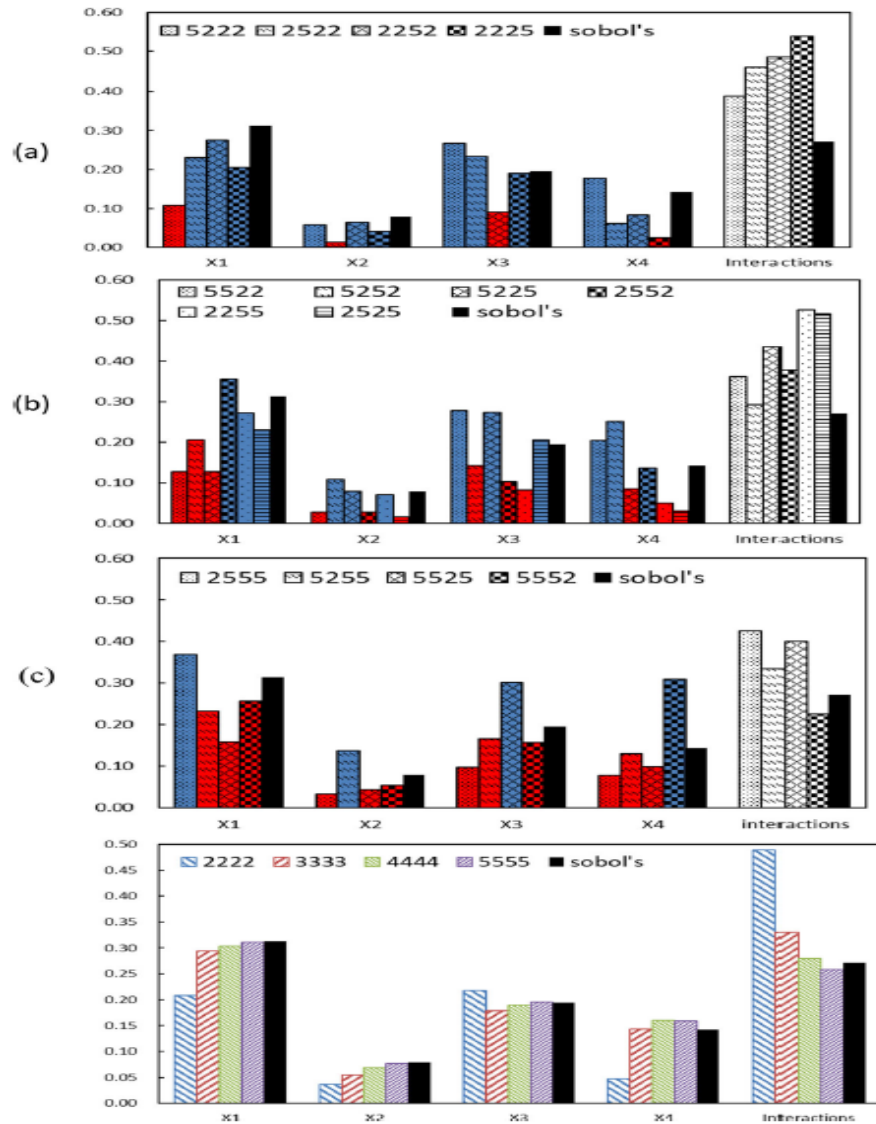 0.60
5222 2522 2252 2225 sobol's
0.50
0.40
(a)
0.30
0.20
0.10
0.00
X1 X2 X3 X4 Interactions
0.60
5522 5252 5225 2552
2255 2525 sobol's
0.50
0.40
(b)
0.30
0.20
0.10
0.00
X1 X2 X3 X4 Interactions
0.60
2555 5255 5525 5552 sobol's
0.50
0.40
(c)
0.30
0.20
0.10
0.00
X1 X2 X3 X4 interactions
0.50
2222 3333 4444 5555 sobol's
0.45
0.40
0.35
0.30
0.25
0.20
0.15
0.10
0.05
0.00
X1 X2 X3 X4 Interactions